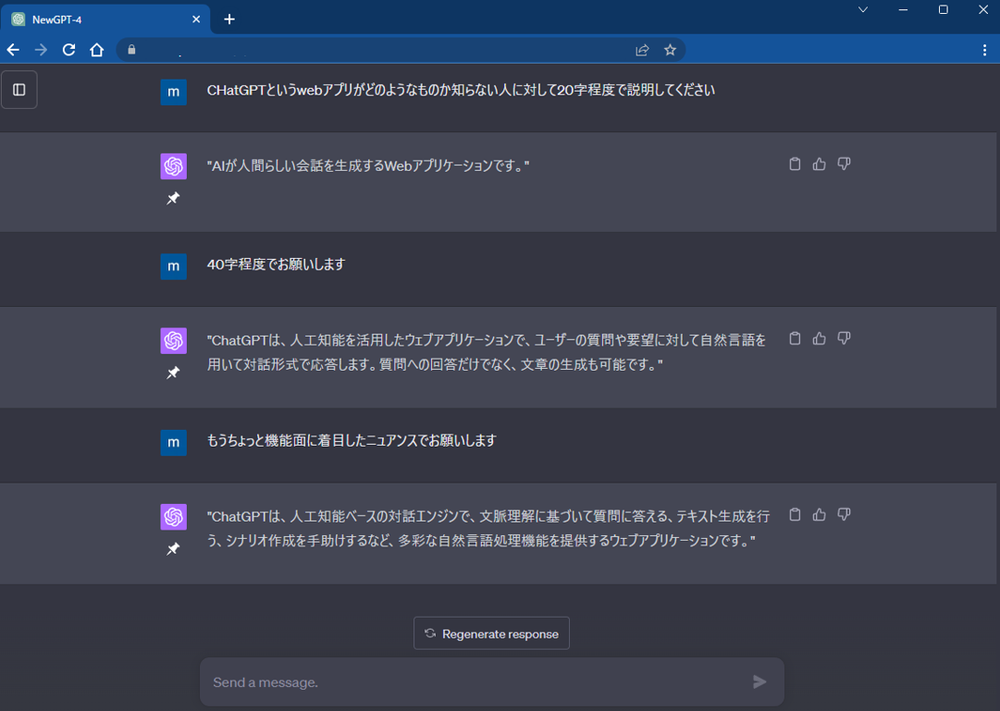 NewGPT-4
m
CHatGPTというwebアプリがどのようなものか知らない人に対して20字程度で説明してください
"AIが人間らしい会話を生成するWebアプリケーションです。"
m
40字程度でお願いします
"ChatGPTは、人工知能を活用したウェブアプリケーションで、ユーザーの質問や要望に対して自然言語を
用いて対話形式で応答します。質問への回答だけでなく、文章の生成も可能です。"
m
もうちょっと機能面に着目したニュアンスでお願いします
"ChatGPTは、人工知能ベースの対話エンジンで、文脈理解に基づいて質問に答える、テキスト生成を行
う、シナリオ作成を手助けするなど、多彩な自然言語処理機能を提供するウェブアプリケーションです。"
Regenerate response
Send a message.